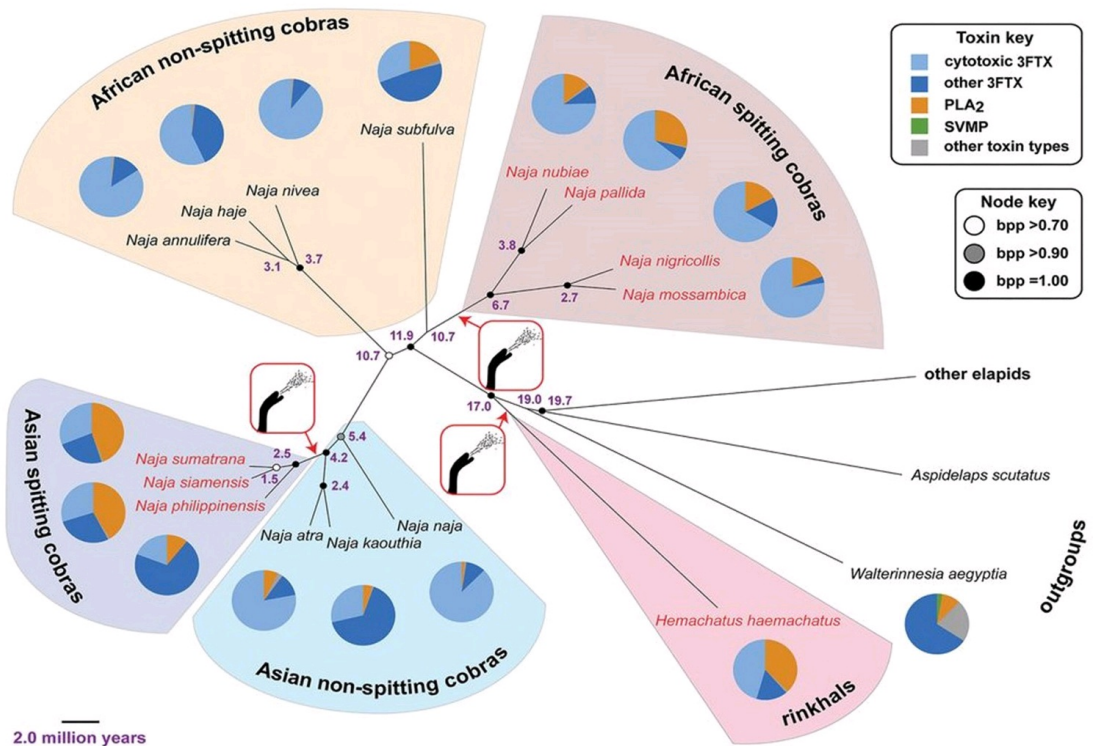 African non-spitting cobras
Naja subfulva
Naja nivea
Naja haje
Naja annulifera
3.1
3.7
African spitting cobras
Naja nubiae
Naja pallida
3.8
Naja nigricollis
Naja mossambica
6.7
2.7
Toxin key
cytotoxic 3FTX
other 3FTX
PLA2
SVMP
other toxin types
Node key
bpp >0.70
bpp >0.90
bpp =1.00
11.9
10.7
10.7
17.0
19.0
19.7
other elapids
Aspidelaps scutatus
Walterinnesia aegyptia
outgroups
Hemachatus haemachatus
rinkhals
5.4
4.2
2.5
1.5
2.4
Naja sumatrana
Naja siamensis
Naja philippinensis
Asian spitting cobras
Naja atra
Naja kaouthia
Naja naja
Asian non-spitting cobras
2.0 million years